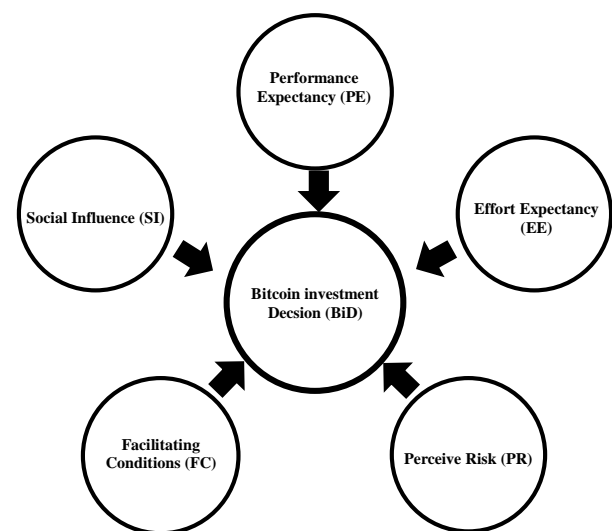 Performance
Expectancy (PE)
Social Influence (SI)
Effort Expectancy
(EE)
Bitcoin investment
Decsion (BiD)
Facilitating
Conditions (FC)
Perceive Risk (PR)